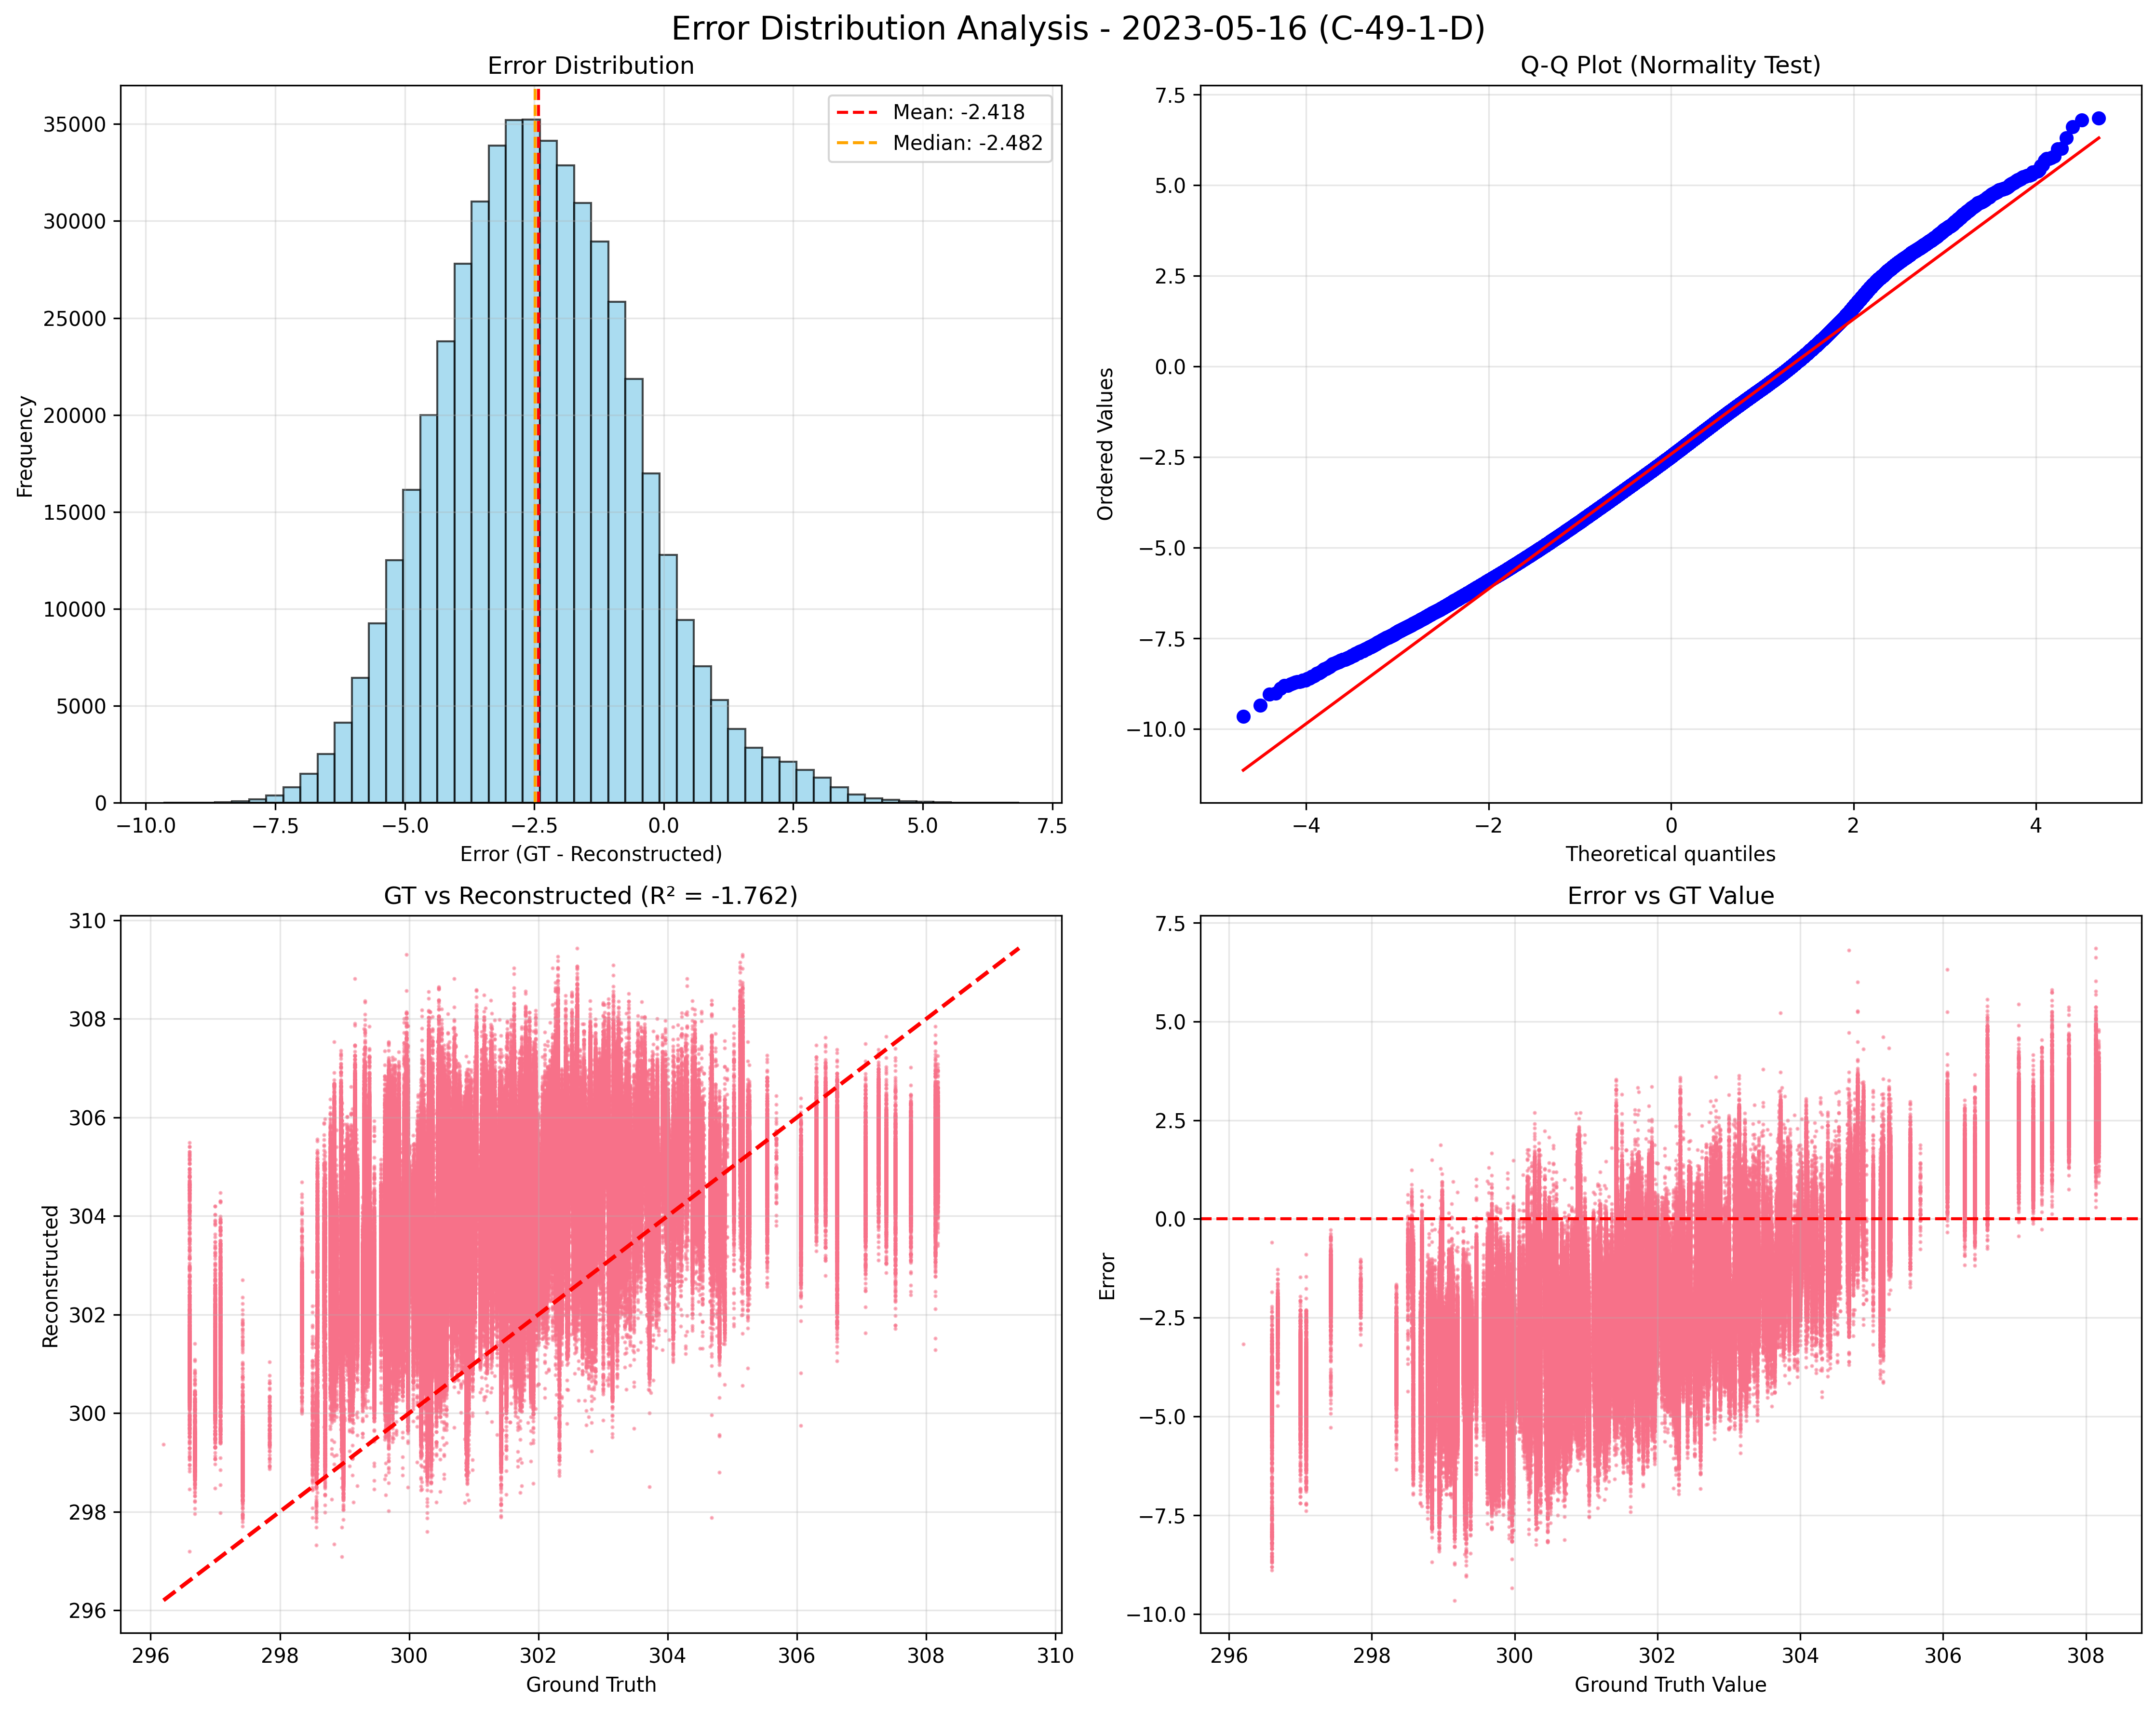 Error Distribution Analysis - 2023-05-16 (C-49-1-D)
Error Distribution
Mean: -2.418
Median: -2.482
35000
30000
25000
20000
15000
10000
5000
0
Frequency
−10.0 −7.5 −5.0 −2.5 0.0 2.5 5.0 7.5
Error (GT - Reconstructed)
Q-Q Plot (Normality Test)
7.5
5.0
2.5
0.0
−2.5
−5.0
−7.5
−10.0
Ordered Values
−4 −2 0 2 4
Theoretical quantiles
GT vs Reconstructed (R² = -1.762)
310
308
306
304
302
300
298
296
Reconstructed
296 298 300 302 304 306 308 310
Ground Truth
Error vs GT Value
7.5
5.0
2.5
0.0
−2.5
−5.0
−7.5
−10.0
Error
296 298 300 302 304 306 308
Ground Truth Value